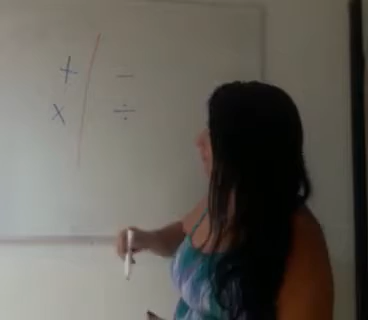 + −
× ÷